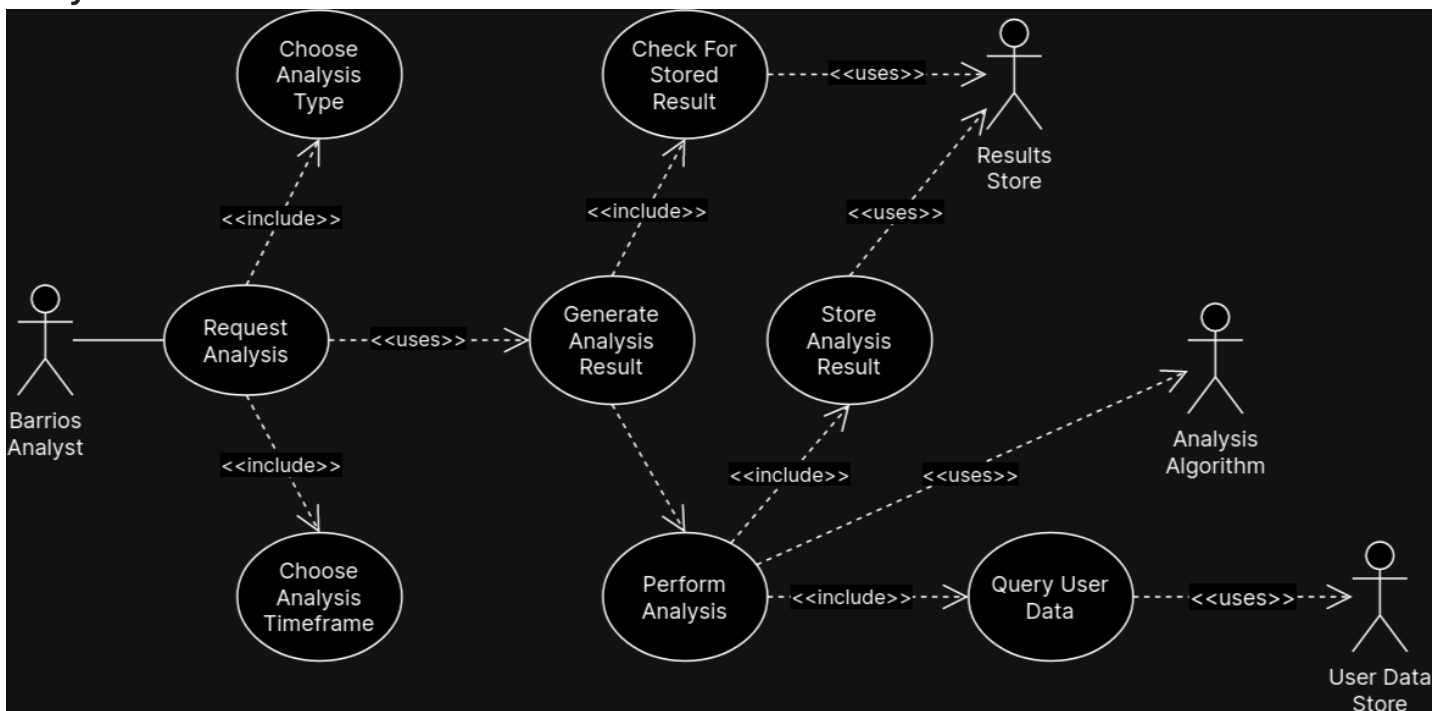 Choose
Analysis
Type
Check For
Stored
Result
<<uses>>
Results
Store
<<include>>
<<include>>
<<uses>>
Barrios
Analyst
Request
Analysis
<<uses>>
Generate
Analysis
Result
Store
Analysis
Result
Analysis
Algorithm
<<include>>
<<include>>
<<uses>>
Choose
Analysis
Timeframe
Perform
Analysis
<<include>>
Query User
Data
<<uses>>
User Data
Store